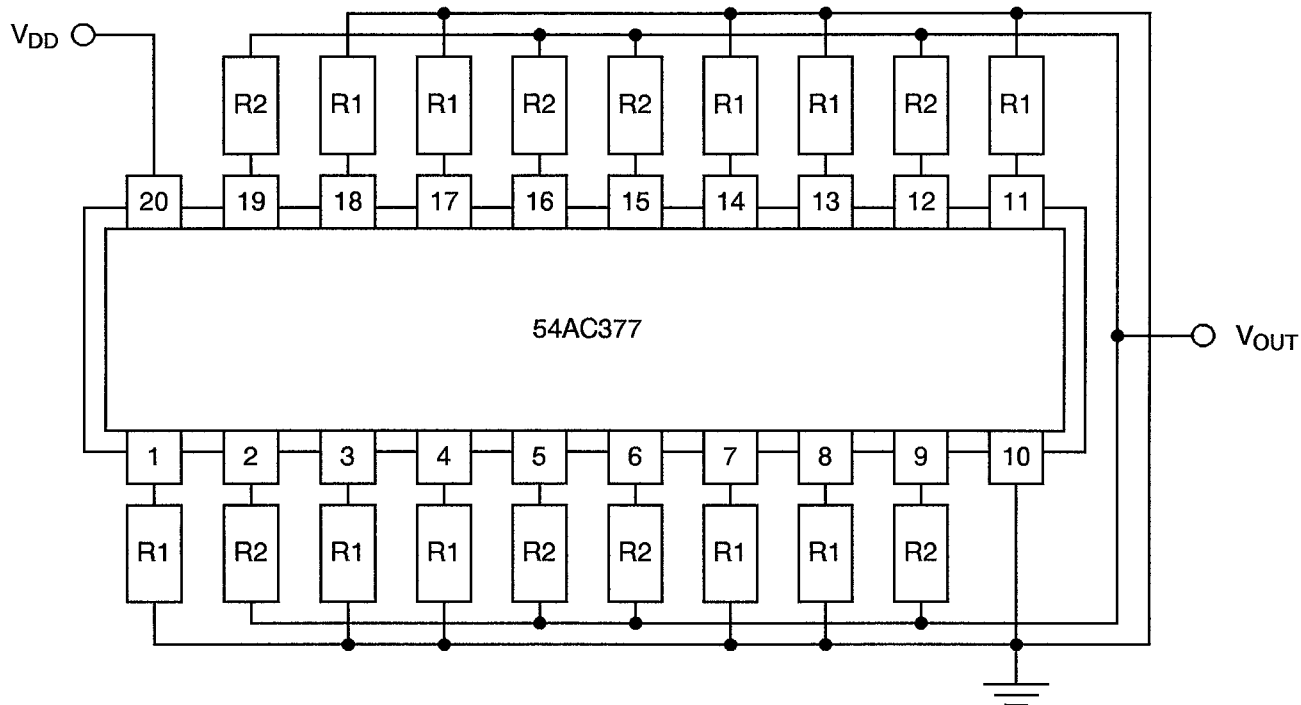 V_DD
R2 R1 R1 R2 R2 R1 R1 R2 R1
20 19 18 17 16 15 14 13 12 11
54AC377
V_OUT
1 2 3 4 5 6 7 8 9 10
R1 R2 R1 R1 R2 R2 R1 R1 R2